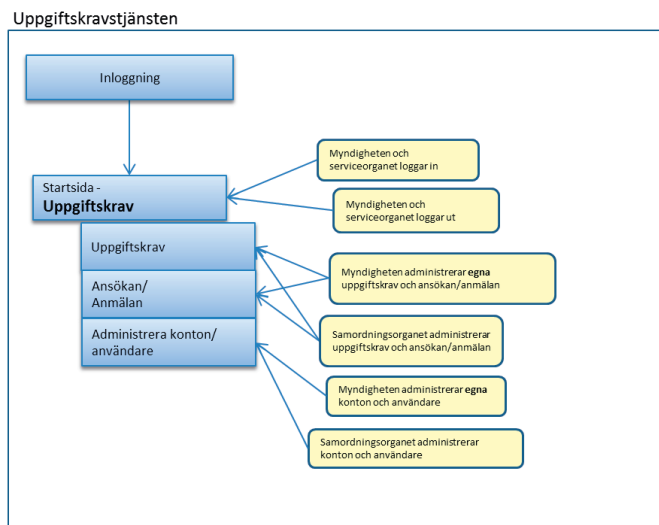 Uppgiftskravstjänsten
Inloggning
Startsida -
Uppgiftskrav
Uppgiftskrav
Ansökan/
Anmälan
Administrera konton/
användare
Myndigheten och
serviceorganet loggar in
Myndigheten och
serviceorganet loggar ut
Myndigheten administrerar egna
uppgiftskrav och ansökan/anmälan
Samordningsorganet administrerar
uppgiftskrav och ansökan/anmälan
Myndigheten administrerar egna
konton och användare
Samordningsorganet administrerar
konton och användare